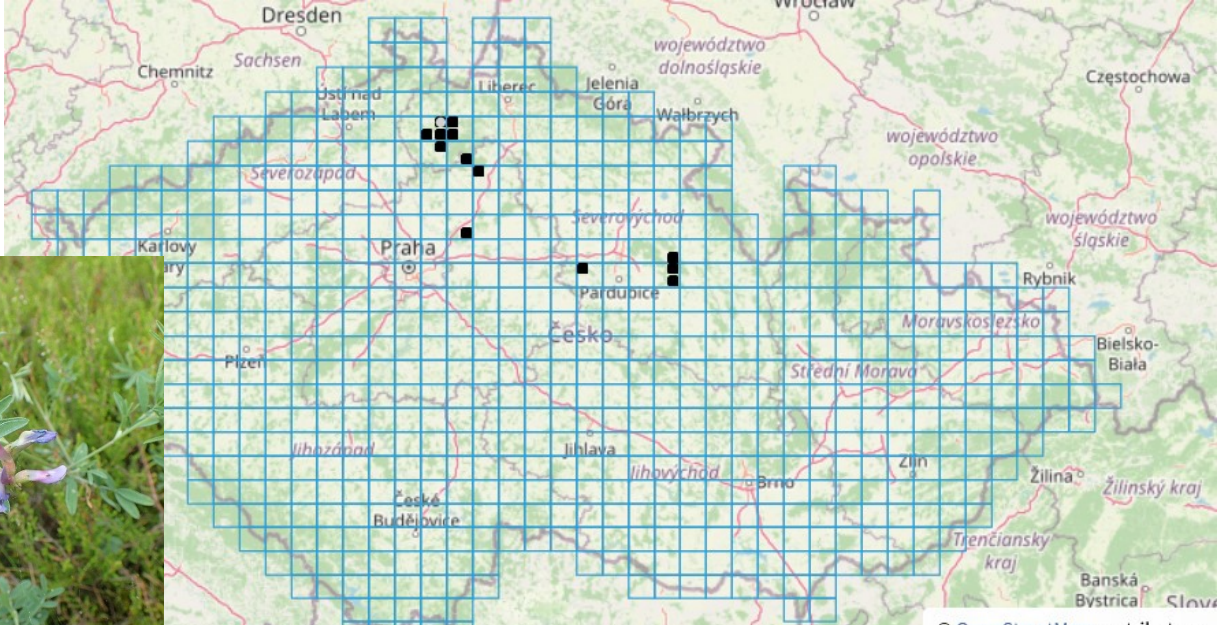 Dresden
Wrocław
województwo
dolnośląskie
Sachsen
Chemnitz
Częstochowa
Liberec
Jelenia
Góra
Ústí nad
Labem
Wałbrzych
województwo
opolskie
Severozápad
Severovýchod
województwo
śląskie
Karlovy
Praha
Rybnik
Pardubice
Moravskoslezsko
Česko
Bielsko-
Biała
Plzeň
Střední Morava
Jihozápad
Jihlava
Jihovýchod
Brno
Zlín
Žilina
Žilinský kraj
České
Budějovice
Trenčiansky
kraj
Banská
Bystrica